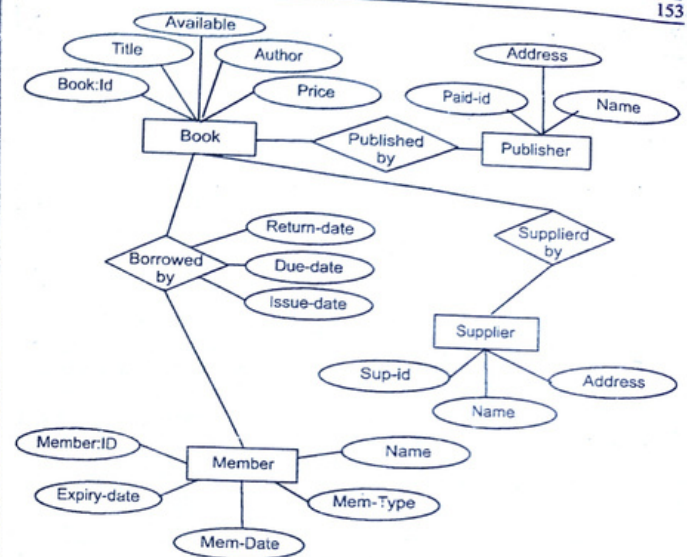 153
Available
Title
Author
Address
Book:Id
Price
Paid-id
Name
Book
Published
by
Publisher
Return-date
Borrowed
by
Due-date
Issue-date
Supplierd
by
Supplier
Sup-id
Address
Name
Member:ID
Member
Name
Expiry-date
Mem-Type
Mem-Date